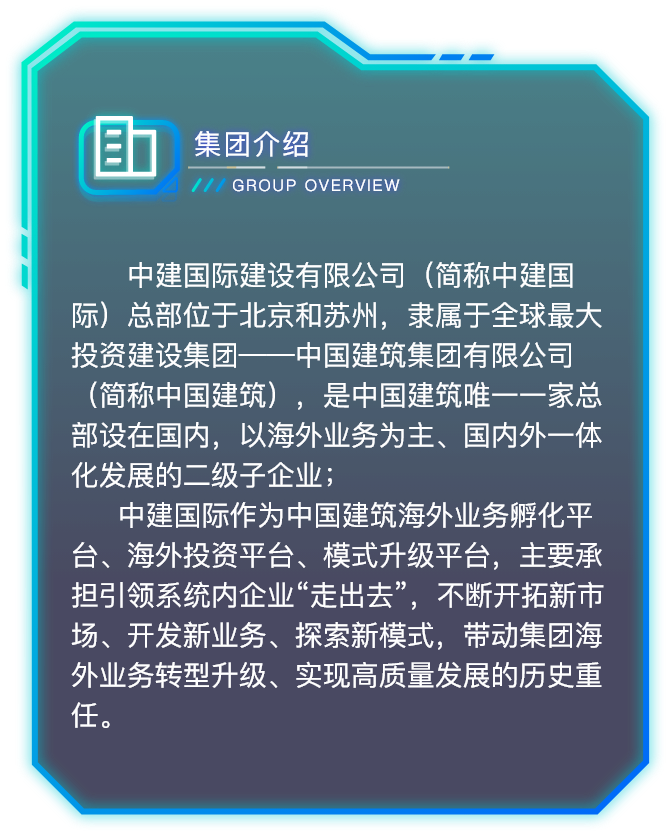 集团介绍
GROUP OVERVIEW
中建国际建设有限公司（简称中建国
际）总部位于北京和苏州，隶属于全球最大
投资建设集团——中国建筑集团有限公司
（简称中国建筑），是中国建筑唯一一家总
部设在国内，以海外业务为主、国内外一体
化发展的二级子企业；
中建国际作为中国建筑海外业务孵化平
台、海外投资平台、模式升级平台，主要承
担引领系统内企业“走出去”，不断开拓新市
场、开发新业务、探索新模式，带动集团海
外业务转型升级、实现高质量发展的历史重
任。